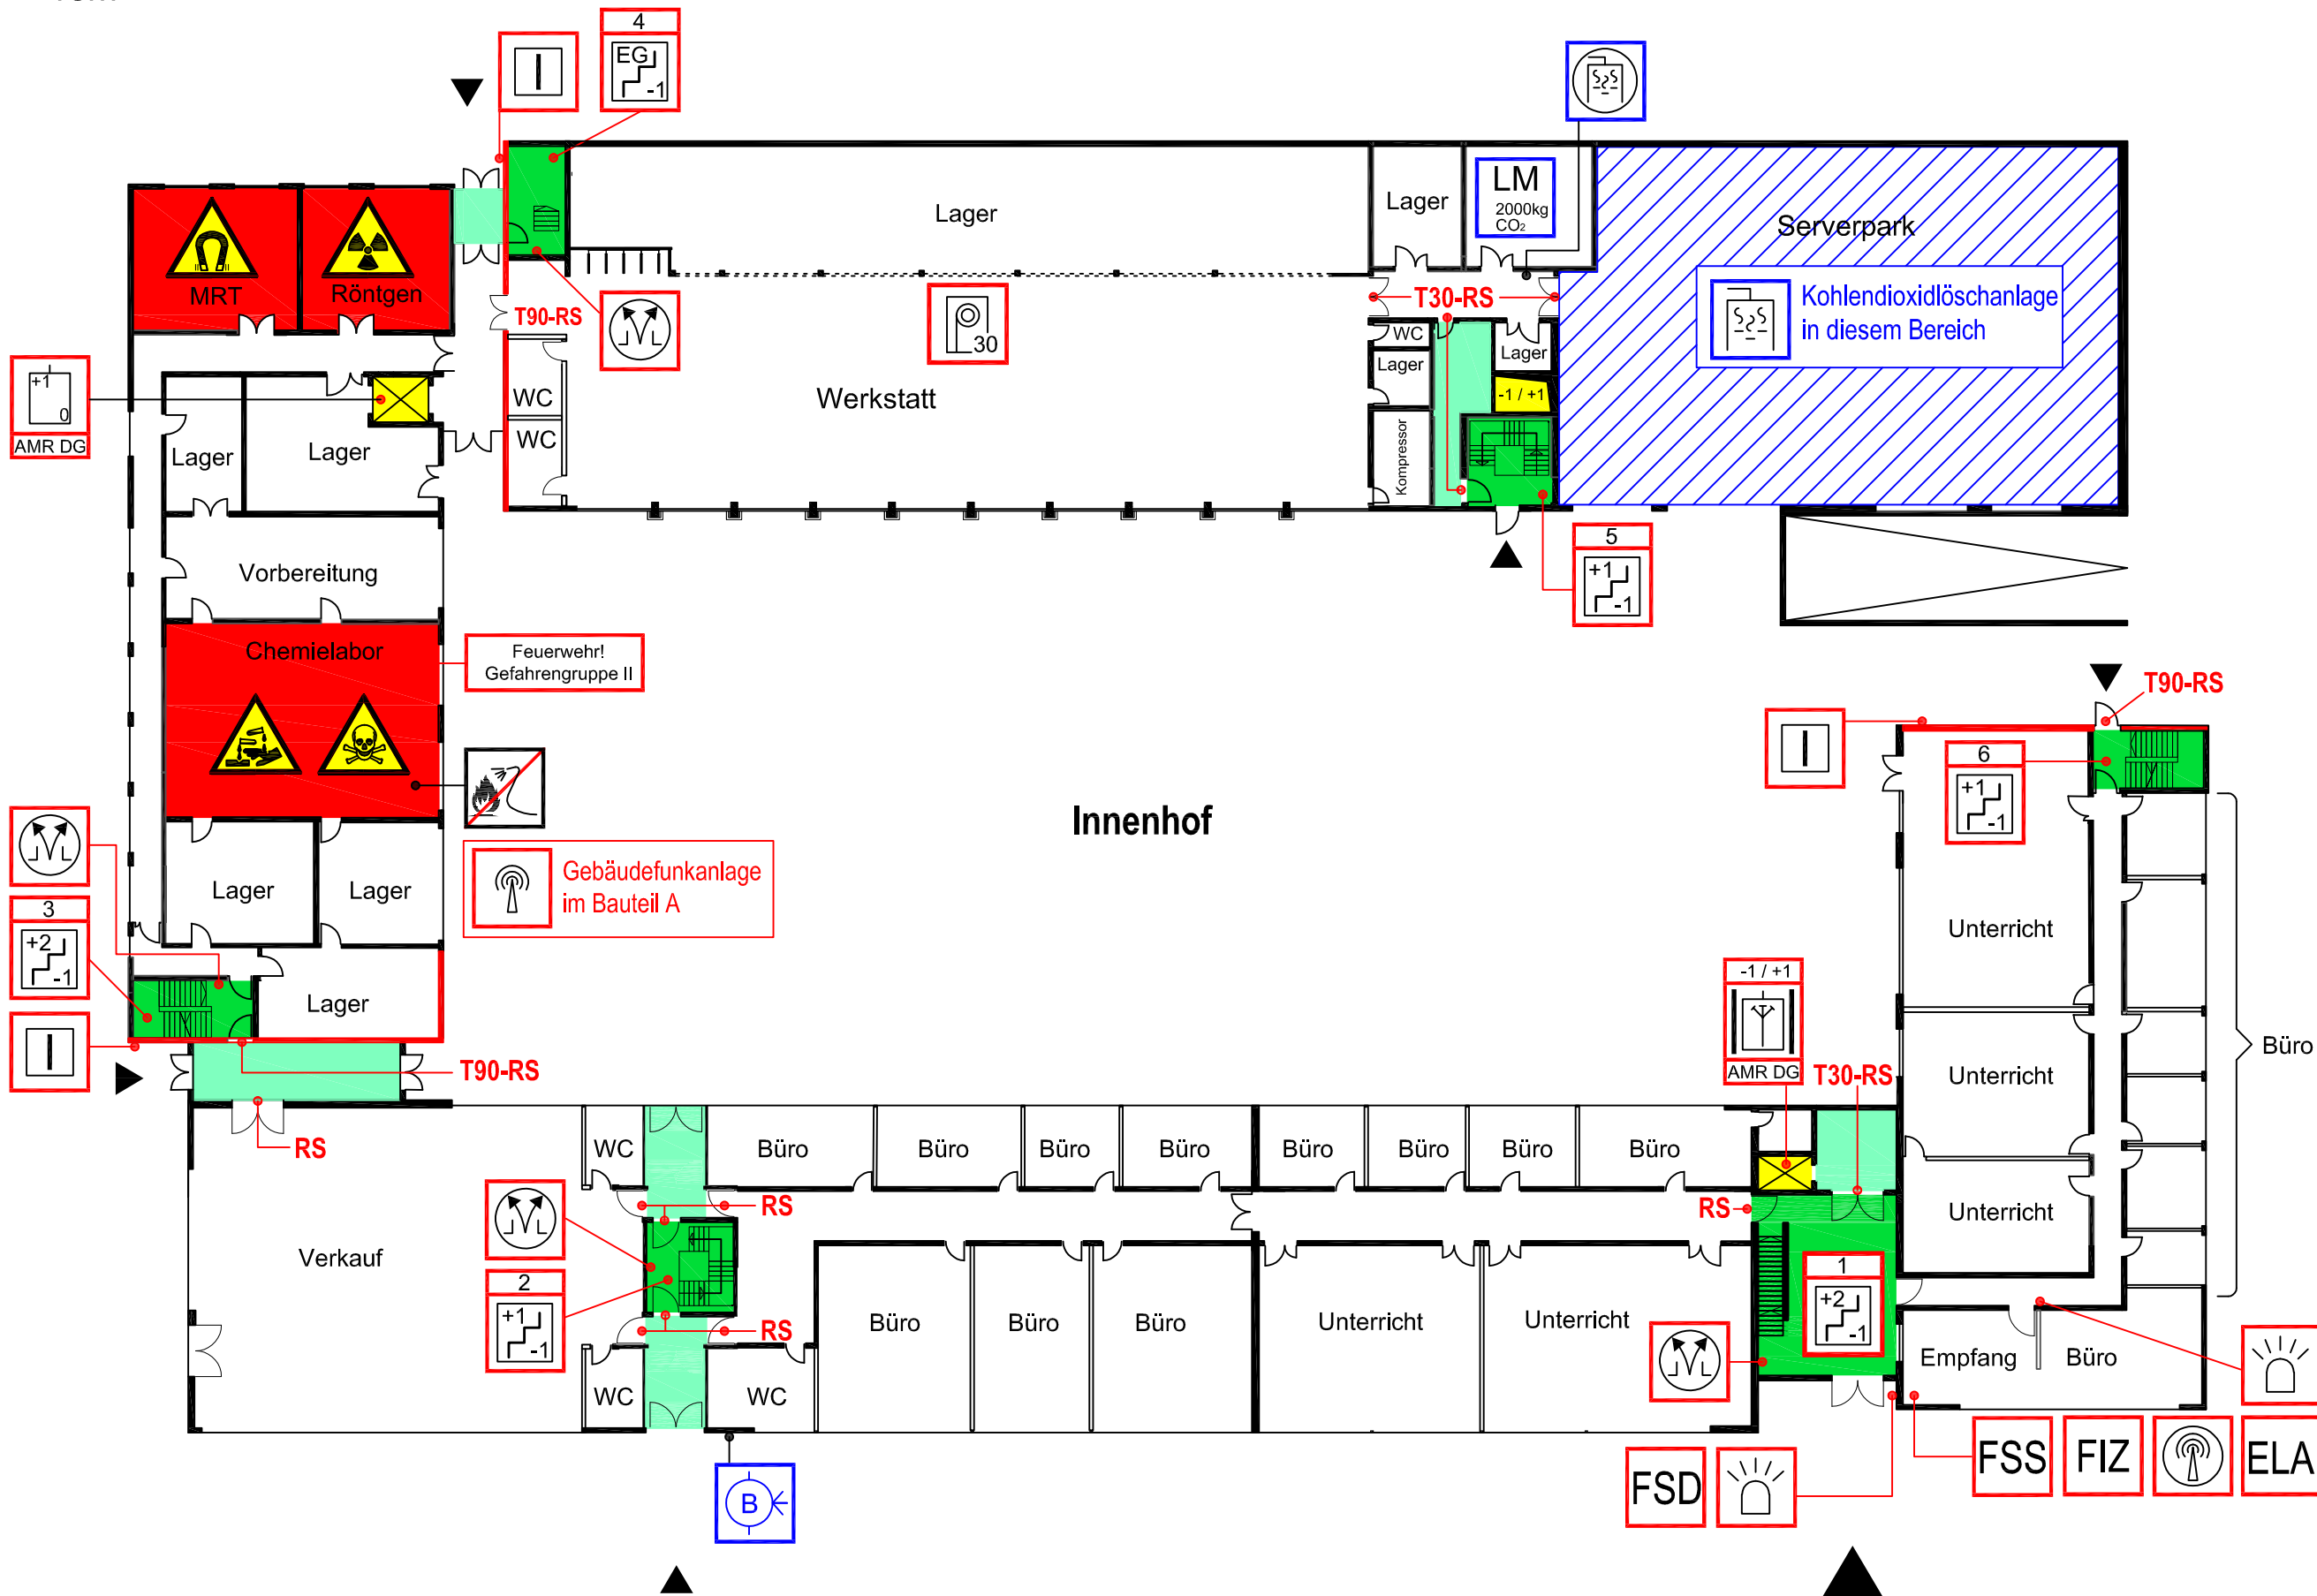 4
EG
-1
LM
2000kg
CO₂
Lager
Lager
Serverpark
MRT
Röntgen
T90-RS
30
T30-RS
Kohlendioxidlöschanlage
in diesem Bereich
WC
Lager
Lager
+1
0
AMR DG
WC
Werkstatt
-1 / +1
WC
Lager
Lager
Kompressor
5
+1
-1
Vorbereitung
Chemielabor
Feuerwehr!
Gefahrengruppe II
T90-RS
6
+1
-1
Innenhof
Gebäudefunkanlage
im Bauteil A
Lager
Lager
3
+2
-1
Unterricht
Lager
-1 / +1
AMR DG
T30-RS
Büro
Unterricht
T90-RS
RS
WC
Büro
Büro
Büro
Büro
Büro
Büro
Büro
Büro
RS
RS
Unterricht
Verkauf
2
+1
-1
1
+2
-1
RS
Büro
Büro
Büro
Unterricht
Unterricht
Empfang
Büro
WC
WC
B
FSD
FSS
FIZ
ELA